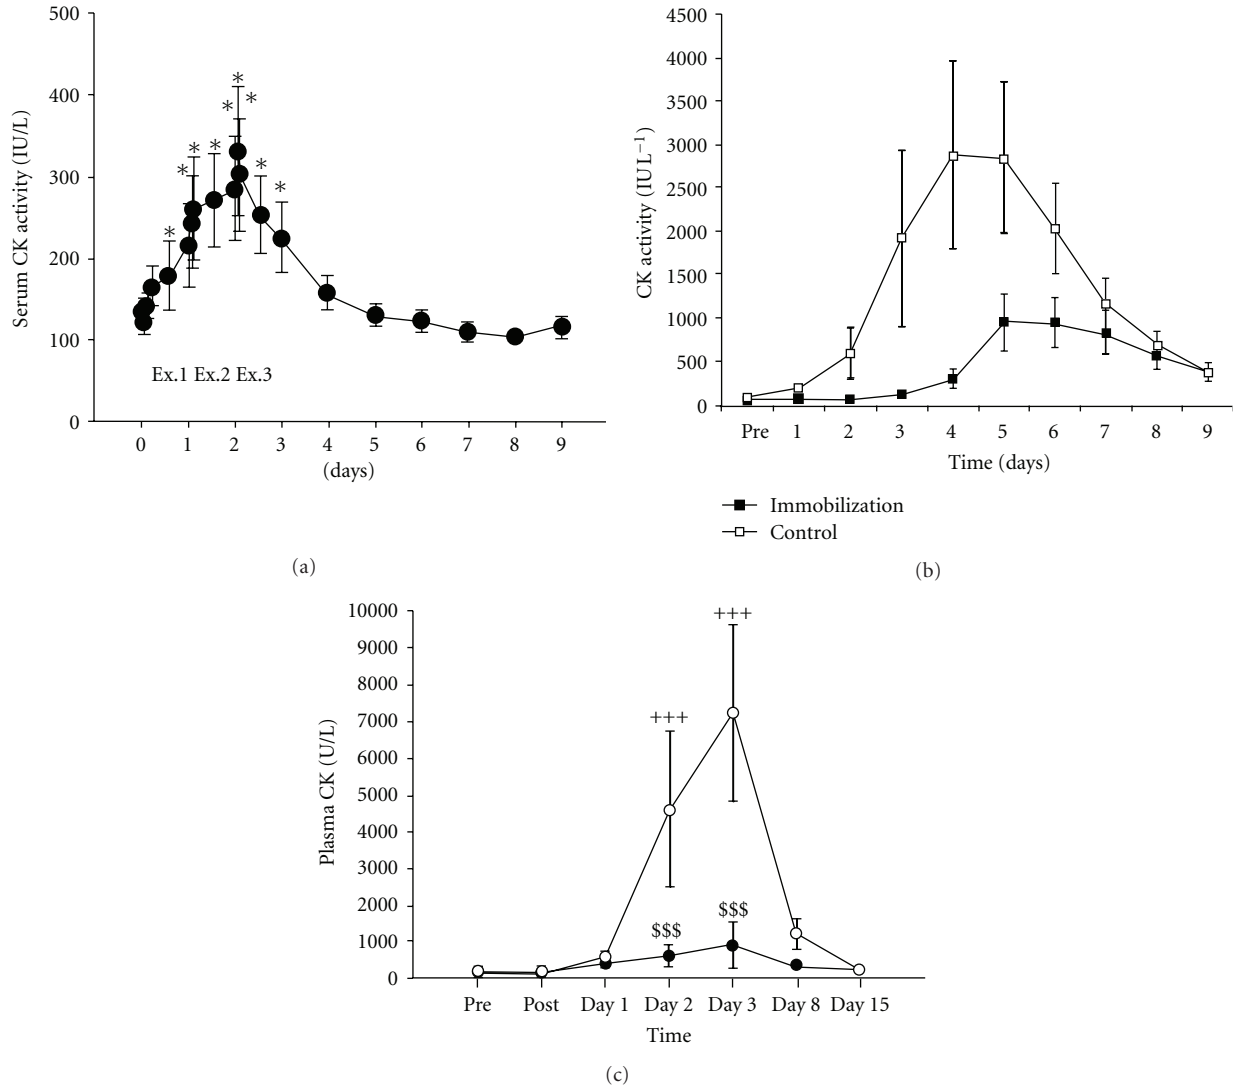 500
400
300
200
100
0
Serum CK activity (IU/L)
∗
∗
∗
∗
∗
∗
∗
∗
∗
∗
Ex.1 Ex.2 Ex.3
0 1 2 3 4 5 6 7 8 9
(days)
(a)
4500
4000
3500
3000
2500
2000
1500
1000
500
0
CK activity (IU L−1)
Pre 1 2 3 4 5 6 7 8 9
Time (days)
Immobilization
Control
(b)
10000
9000
8000
7000
6000
5000
4000
3000
2000
1000
0
Plasma CK (U/L)
+++
+++
$$$
$$$
Pre Post Day 1 Day 2 Day 3 Day 8 Day 15
Time
(c)